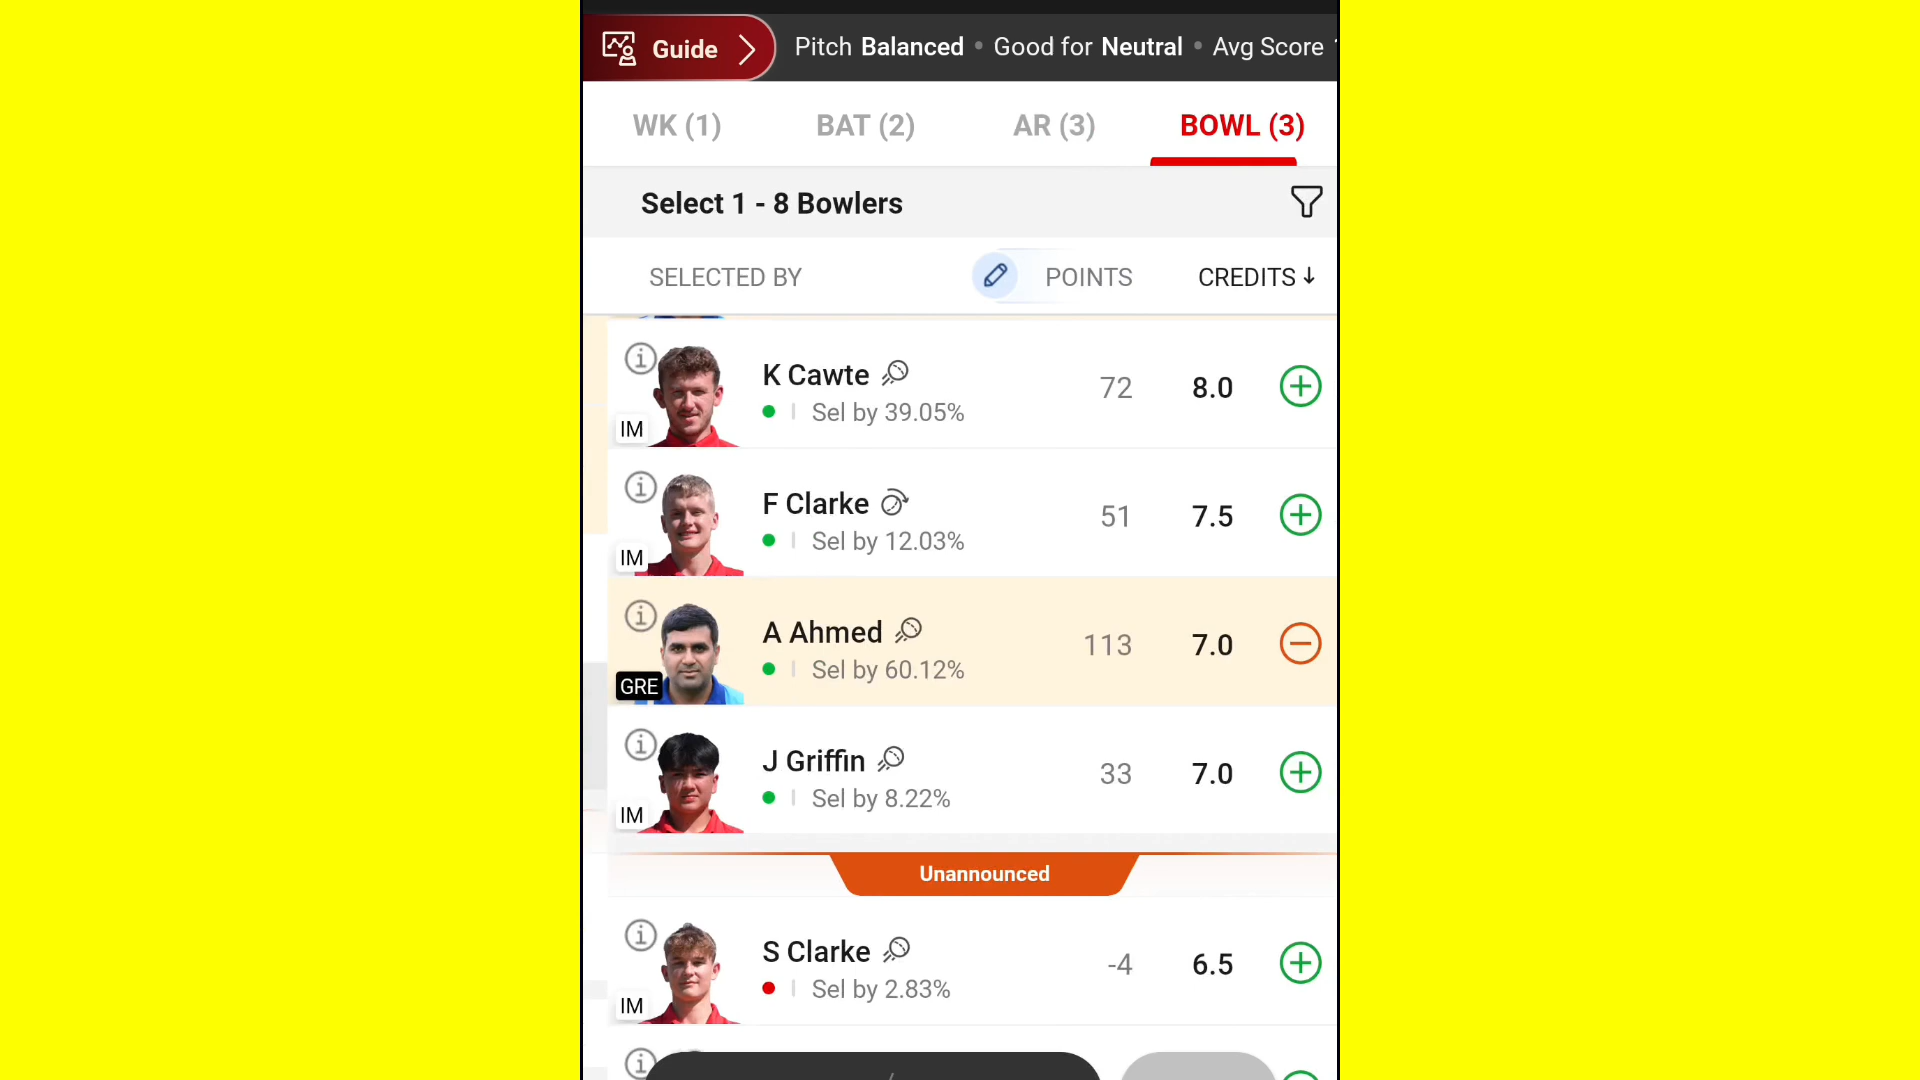 Guide
Pitch Balanced • Good for Neutral • Avg Score
WK (1) BAT (2) AR (3) BOWL (3)
Select 1 - 8 Bowlers
SELECTED BY POINTS CREDITS
K Cawte 72 8.0
Sel by 39.05%
IM
F Clarke 51 7.5
Sel by 12.03%
IM
A Ahmed 113 7.0
Sel by 60.12%
GRE
J Griffin 33 7.0
Sel by 8.22%
IM
Unannounced
S Clarke -4 6.5
Sel by 2.83%
IM